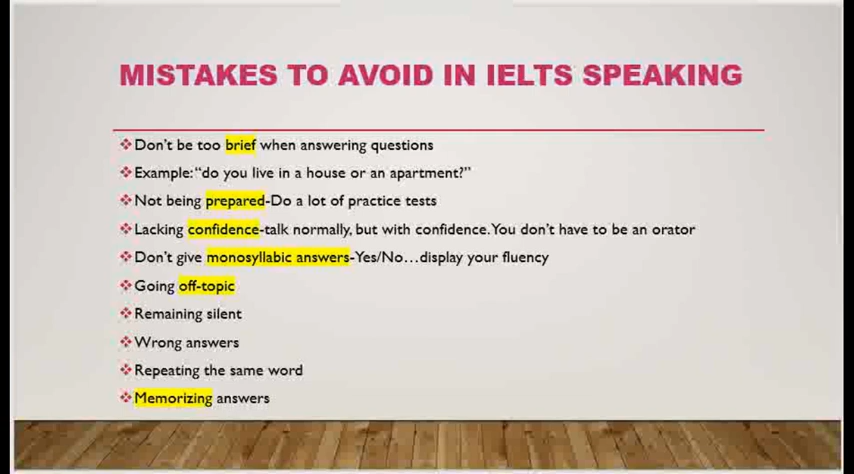 MISTAKES TO AVOID IN IELTS SPEAKING
Don't be too brief when answering questions
Example: "do you live in a house or an apartment?"
Not being prepared-Do a lot of practice tests
Lacking confidence-talk normally, but with confidence. You don't have to be an orator
Don't give monosyllabic answers-Yes/No...display your fluency
Going off-topic
Remaining silent
Wrong answers
Repeating the same word
Memorizing answers